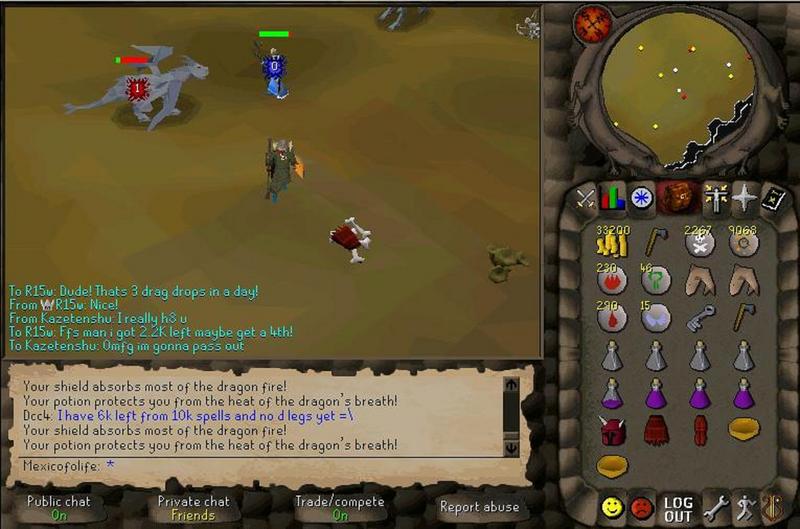 1
0
To R15w: Dude! Thats 3 drag drops in a day!
From R15w: Nice!
From Kazetenshu: I really h8 u
To R15w: Ffs man i got 2.2K left maybe get a 4th!
To Kazetenshu: Omfg im gonna pass out
Your shield absorbs most of the dragon fire!
Your potion protects you from the heat of the dragon's breath!
Dcc4: I have 6k left from 10k spells and no d legs yet =\
Your shield absorbs most of the dragon fire!
Your potion protects you from the heat of the dragon's breath!
Mexicofolife: *
Public chat
On
Private chat
Friends
Trade/compete
On
Report abuse
33200
2267
9068
230
46
290
15
LOG
OUT